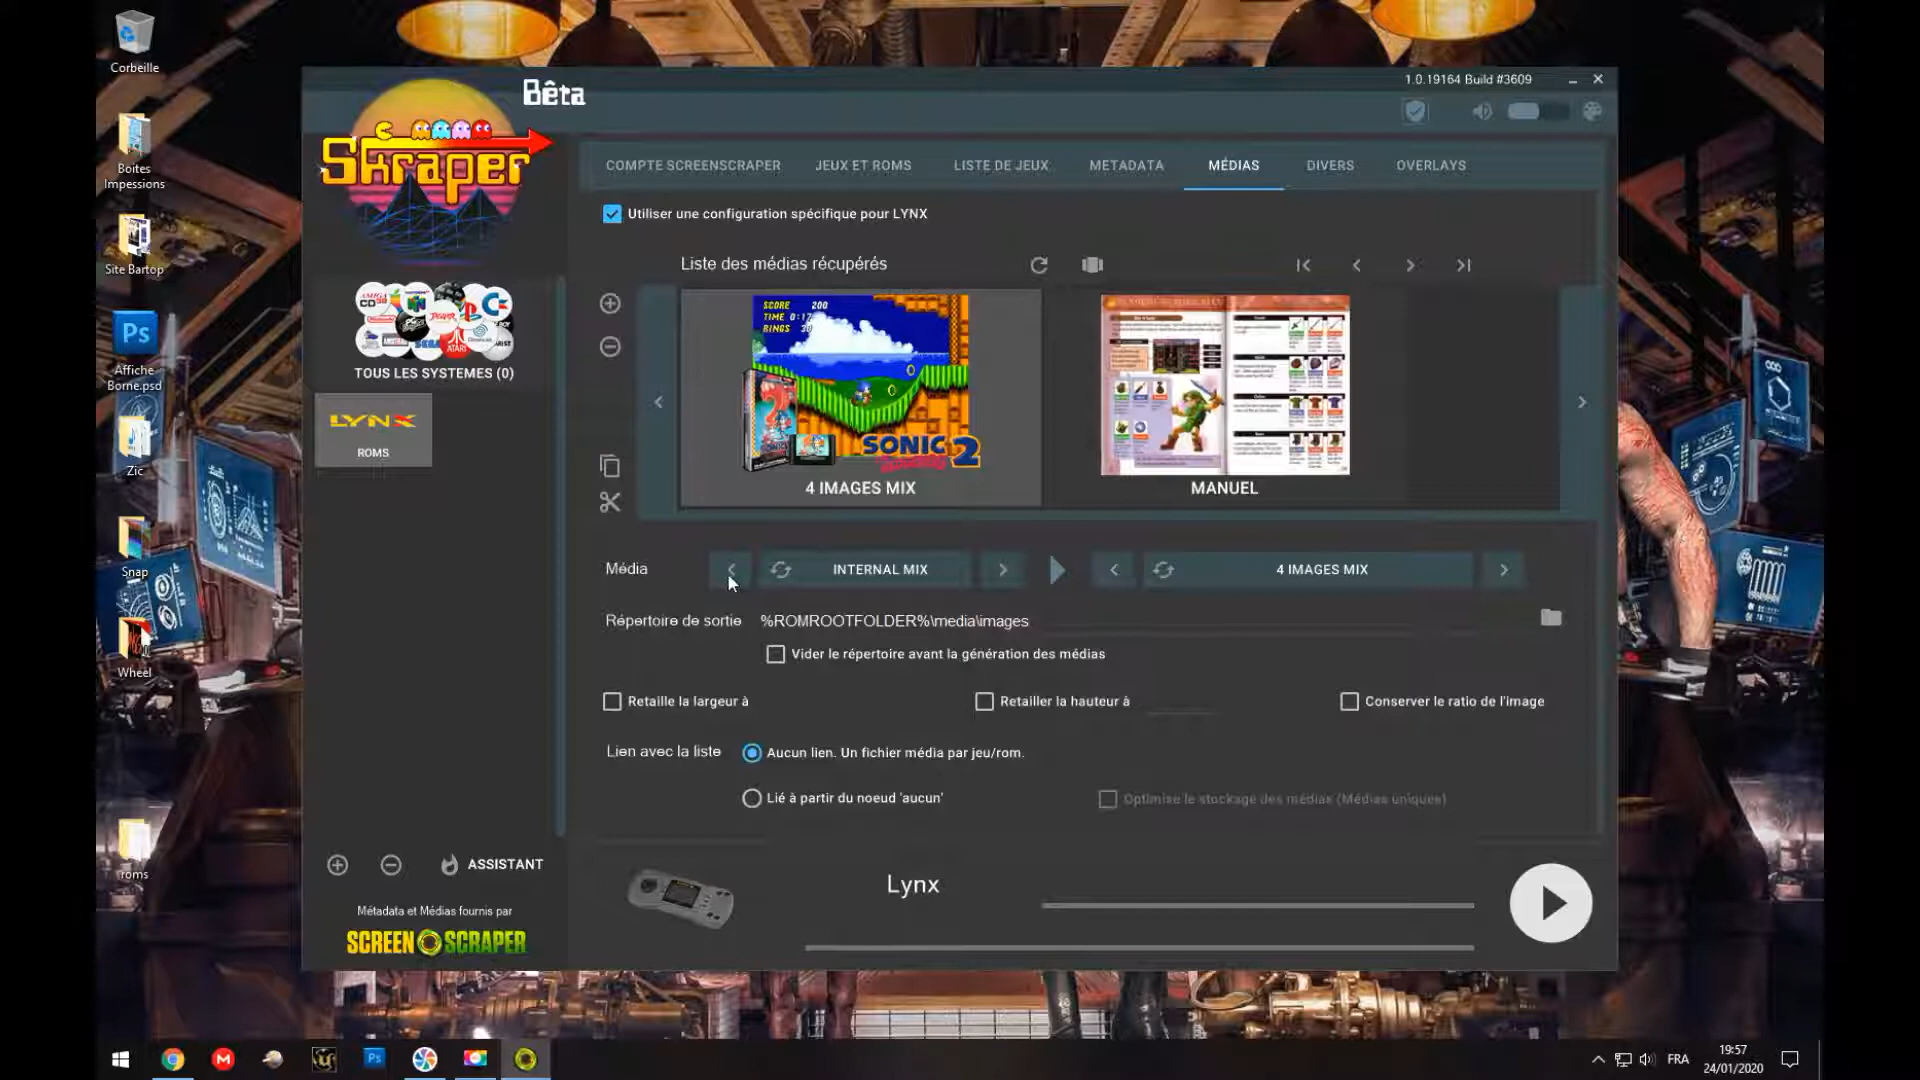 Corbeille
Boites
Impessions
Site Bartop
Ps
Affiche
Borne.psd
Zic
Snap
Wheel
roms
Skraper
Bêta
1.0.19164 Build #3609
COMPTE SCREENSCRAPER
JEUX ET ROMS
LISTE DE JEUX
METADATA
MÉDIAS
DIVERS
OVERLAYS
Utiliser une configuration spécifique pour LYNX
Liste des médias récupérés
SCORE 200
TIME 0:17
RINGS 30
SONIC 2
4 IMAGES MIX
MANUEL
TOUS LES SYSTEMES (0)
LYNX
ROMS
Média
INTERNAL MIX
4 IMAGES MIX
Répertoire de sortie
%ROMROOTFOLDER%\media\images
Vider le répertoire avant la génération des médias
Retaille la largeur à
Retailler la hauteur à
Conserver le ratio de l'image
Lien avec la liste
Aucun lien. Un fichier média par jeu/rom.
Lié à partir du noeud 'aucun'
Optimise le stockage des médias (Médias uniques)
ASSISTANT
Métadata et Médias fournis par
SCREEN SCRAPER
Lynx
Ps
FRA
19:57
24/01/2020